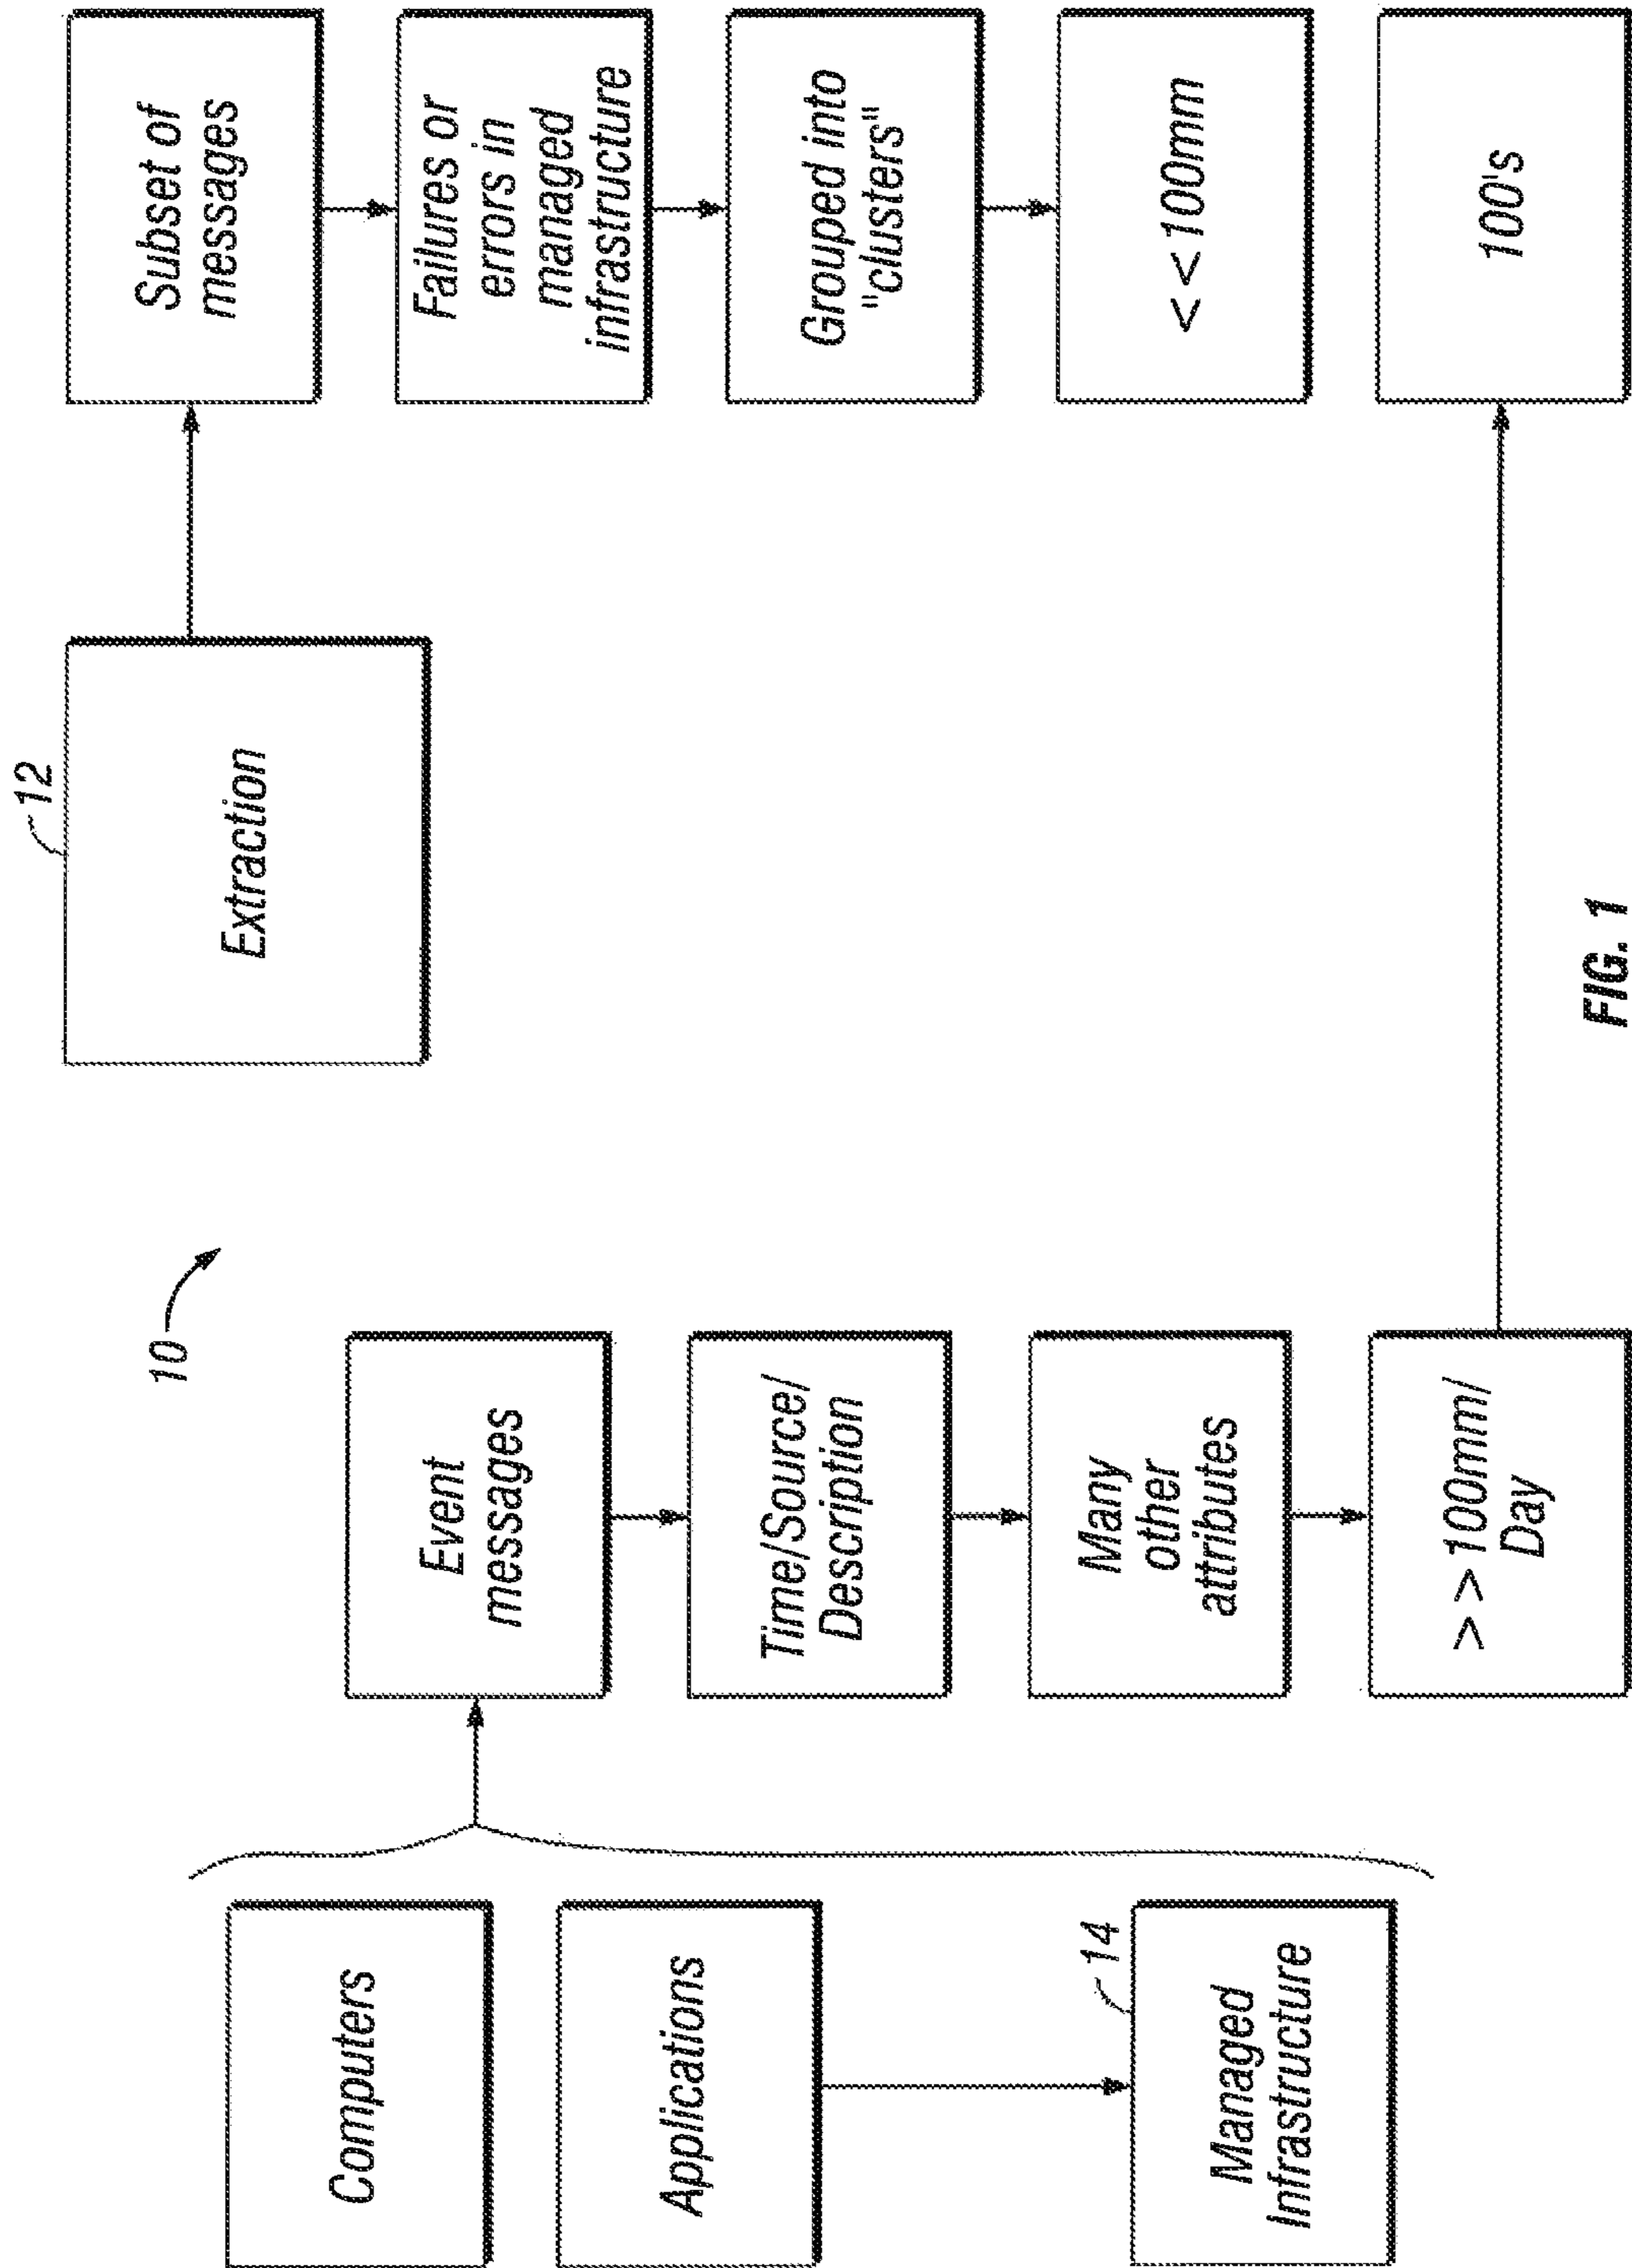 10
12
Computers
Applications
14
Managed
Infrastructure
Event
messages
Time/Source/
Description
Many
other
attributes
>>100mm/
Day
Extraction
Subset of
messages
Failures or
errors in
managed
infrastructure
Grouped into
"clusters"
<<100mm
100's
FIG. 1